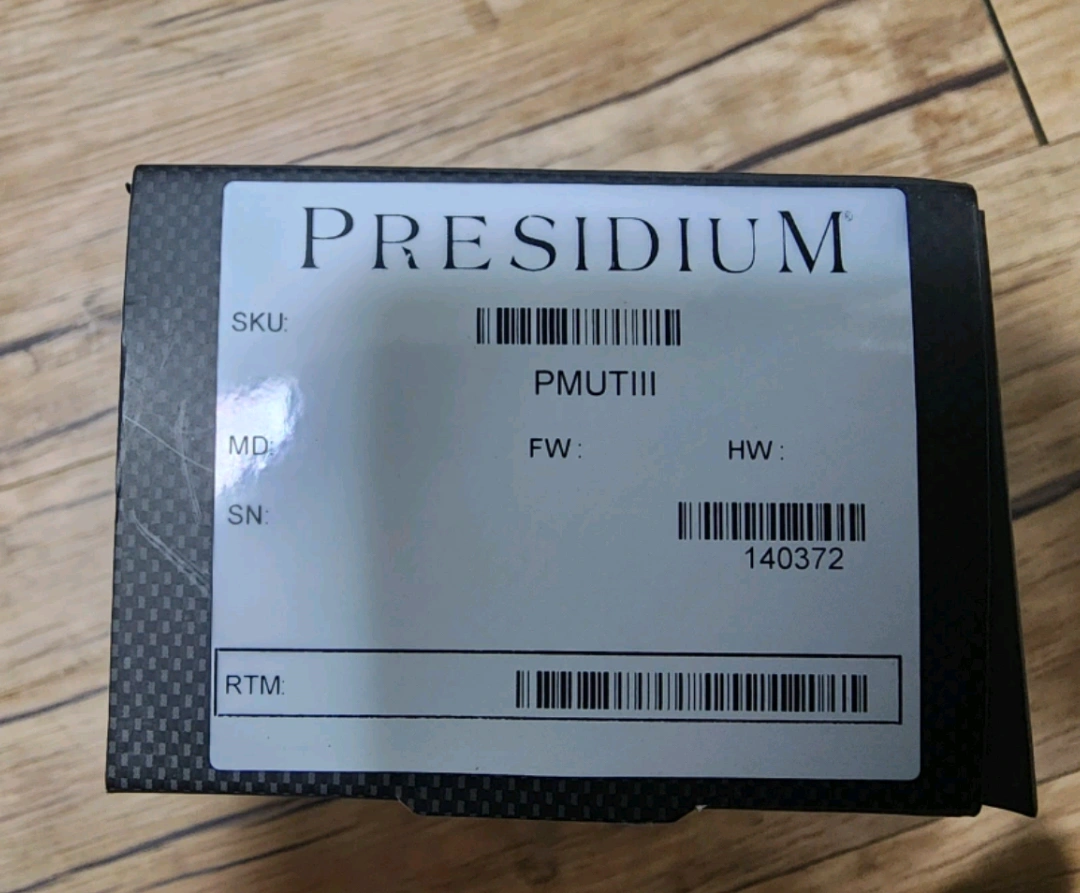 PRESIDIUM®
SKU:
PMUTIII
MD: FW : HW :
SN:
140372
RTM: